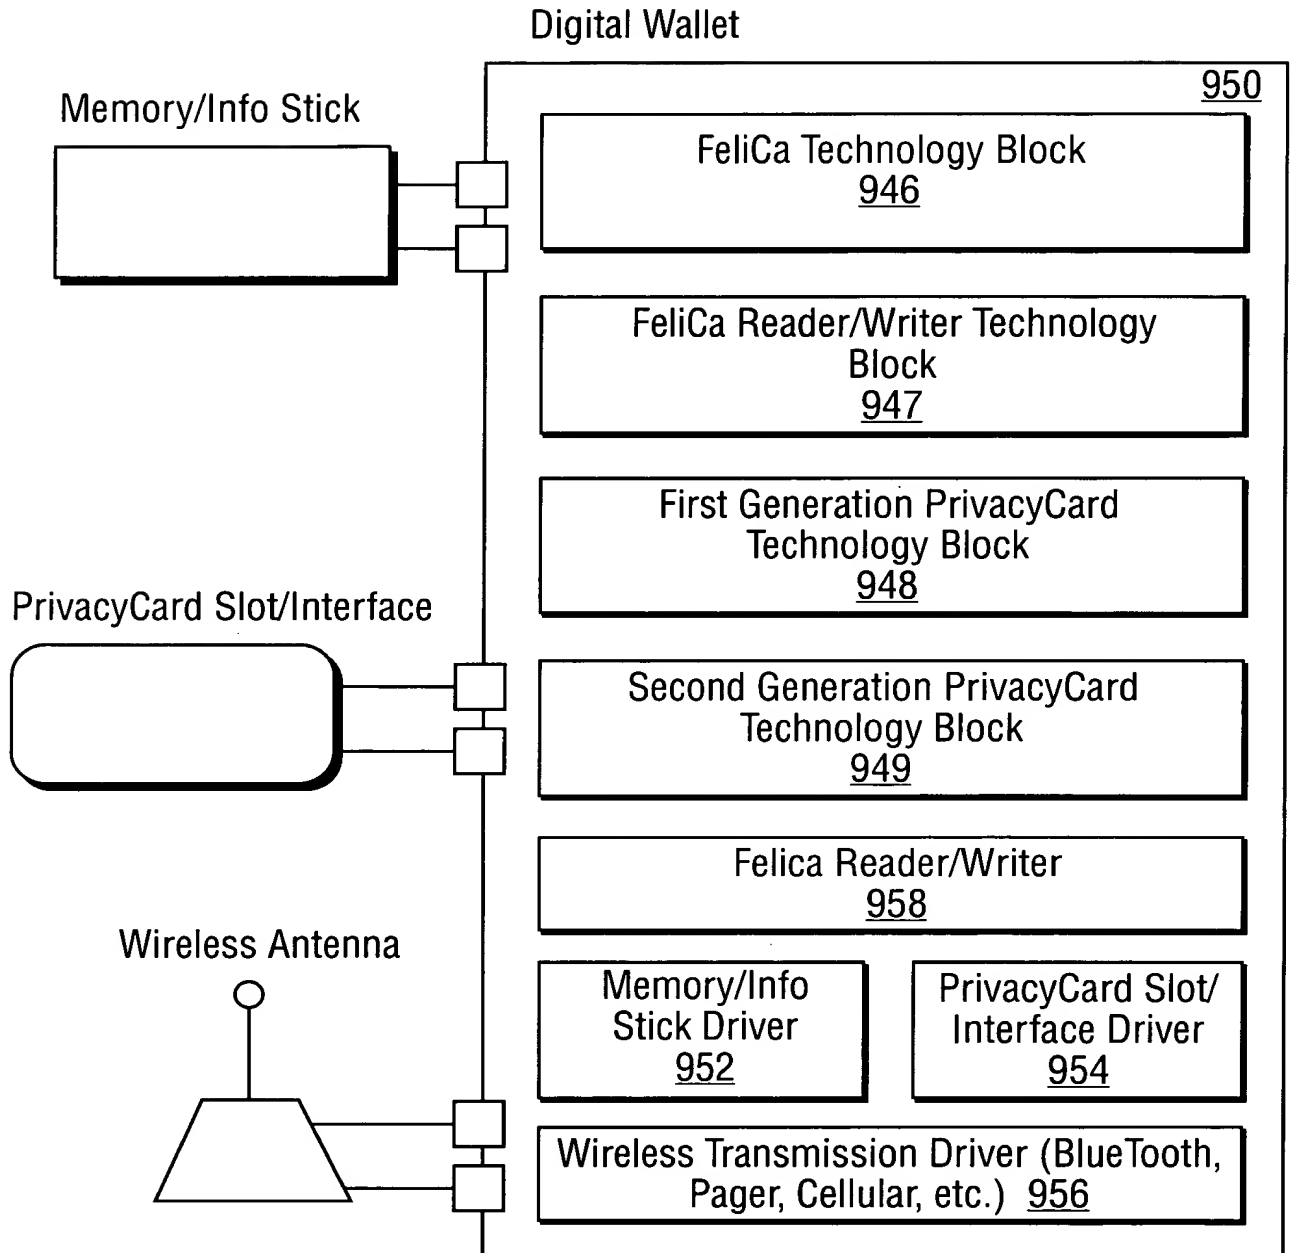 Digital Wallet
950
Memory/Info Stick
FeliCa Technology Block
946
FeliCa Reader/Writer Technology
Block
947
First Generation PrivacyCard
Technology Block
948
PrivacyCard Slot/Interface
Second Generation PrivacyCard
Technology Block
949
Felica Reader/Writer
958
Wireless Antenna
Memory/Info
Stick Driver
952
PrivacyCard Slot/
Interface Driver
954
Wireless Transmission Driver (BlueTooth,
Pager, Cellular, etc.) 956